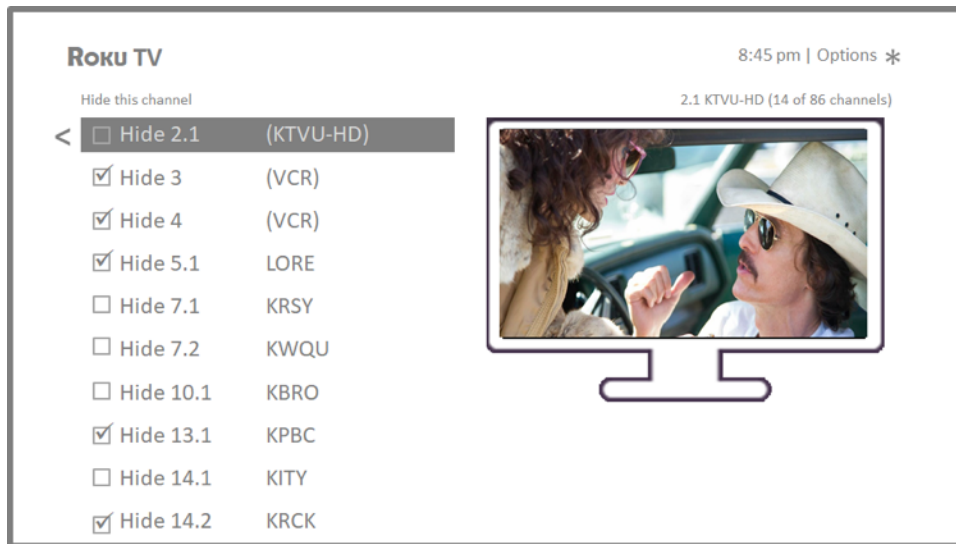 Roku TV
8:45 pm | Options *
Hide this channel
2.1 KTVU-HD (14 of 86 channels)
< Hide 2.1 (KTVU-HD)
Hide 3 (VCR)
Hide 4 (VCR)
Hide 5.1 LORE
Hide 7.1 KRSY
Hide 7.2 KWQU
Hide 10.1 KBRO
Hide 13.1 KPBC
Hide 14.1 KITY
Hide 14.2 KRCK